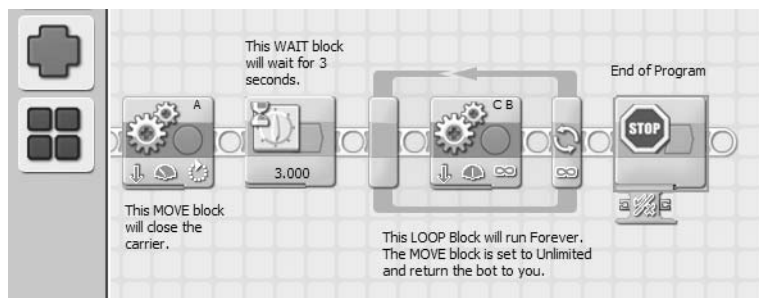 This WAIT block
will wait for 3
seconds.
End of Program
A
C B
STOP
3.000
This MOVE block
will close the
carrier.
This LOOP Block will run Forever.
The MOVE block is set to Unlimited
and return the bot to you.